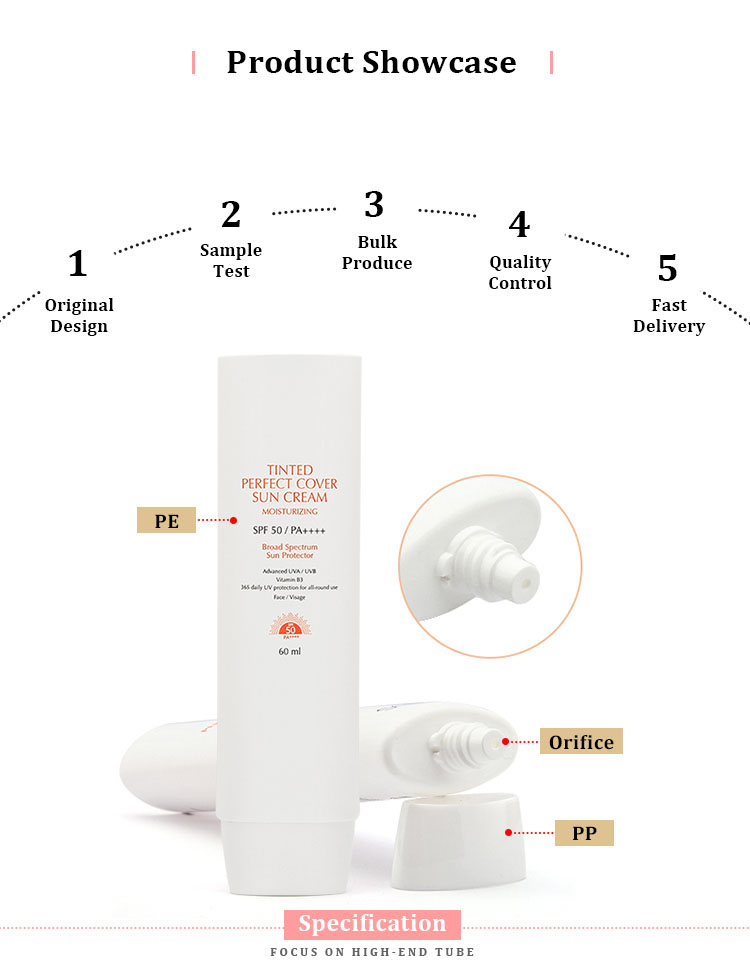 Product Showcase
1
Original
Design
2
Sample
Test
3
Bulk
Produce
4
Quality
Control
5
Fast
Delivery
TINTED
PERFECT COVER
SUN CREAM
MOISTURIZING
SPF 50 / PA++++
Broad Spectrum
Sun Protector
Advanced UVA / UVB
Vitamin B3
365 daily UV protection for all-round use
Face / Visage
SPF
50
PA++++
60 ml
PE
Orifice
PP
Specification
FOCUS ON HIGH-END TUBE